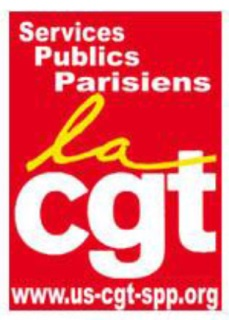 Services
Publics
Parisiens
la
cgt
www.us-cgt-spp.org